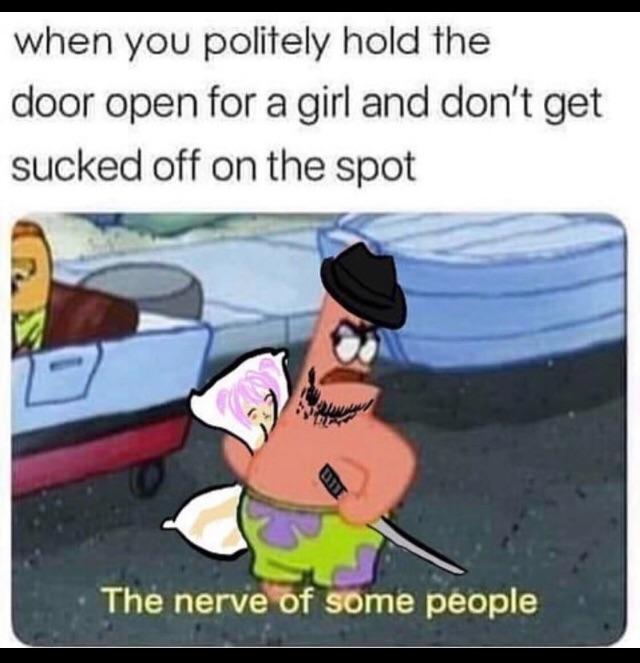 when you politely hold the
door open for a girl and don't get
sucked off on the spot
The nerve of some people